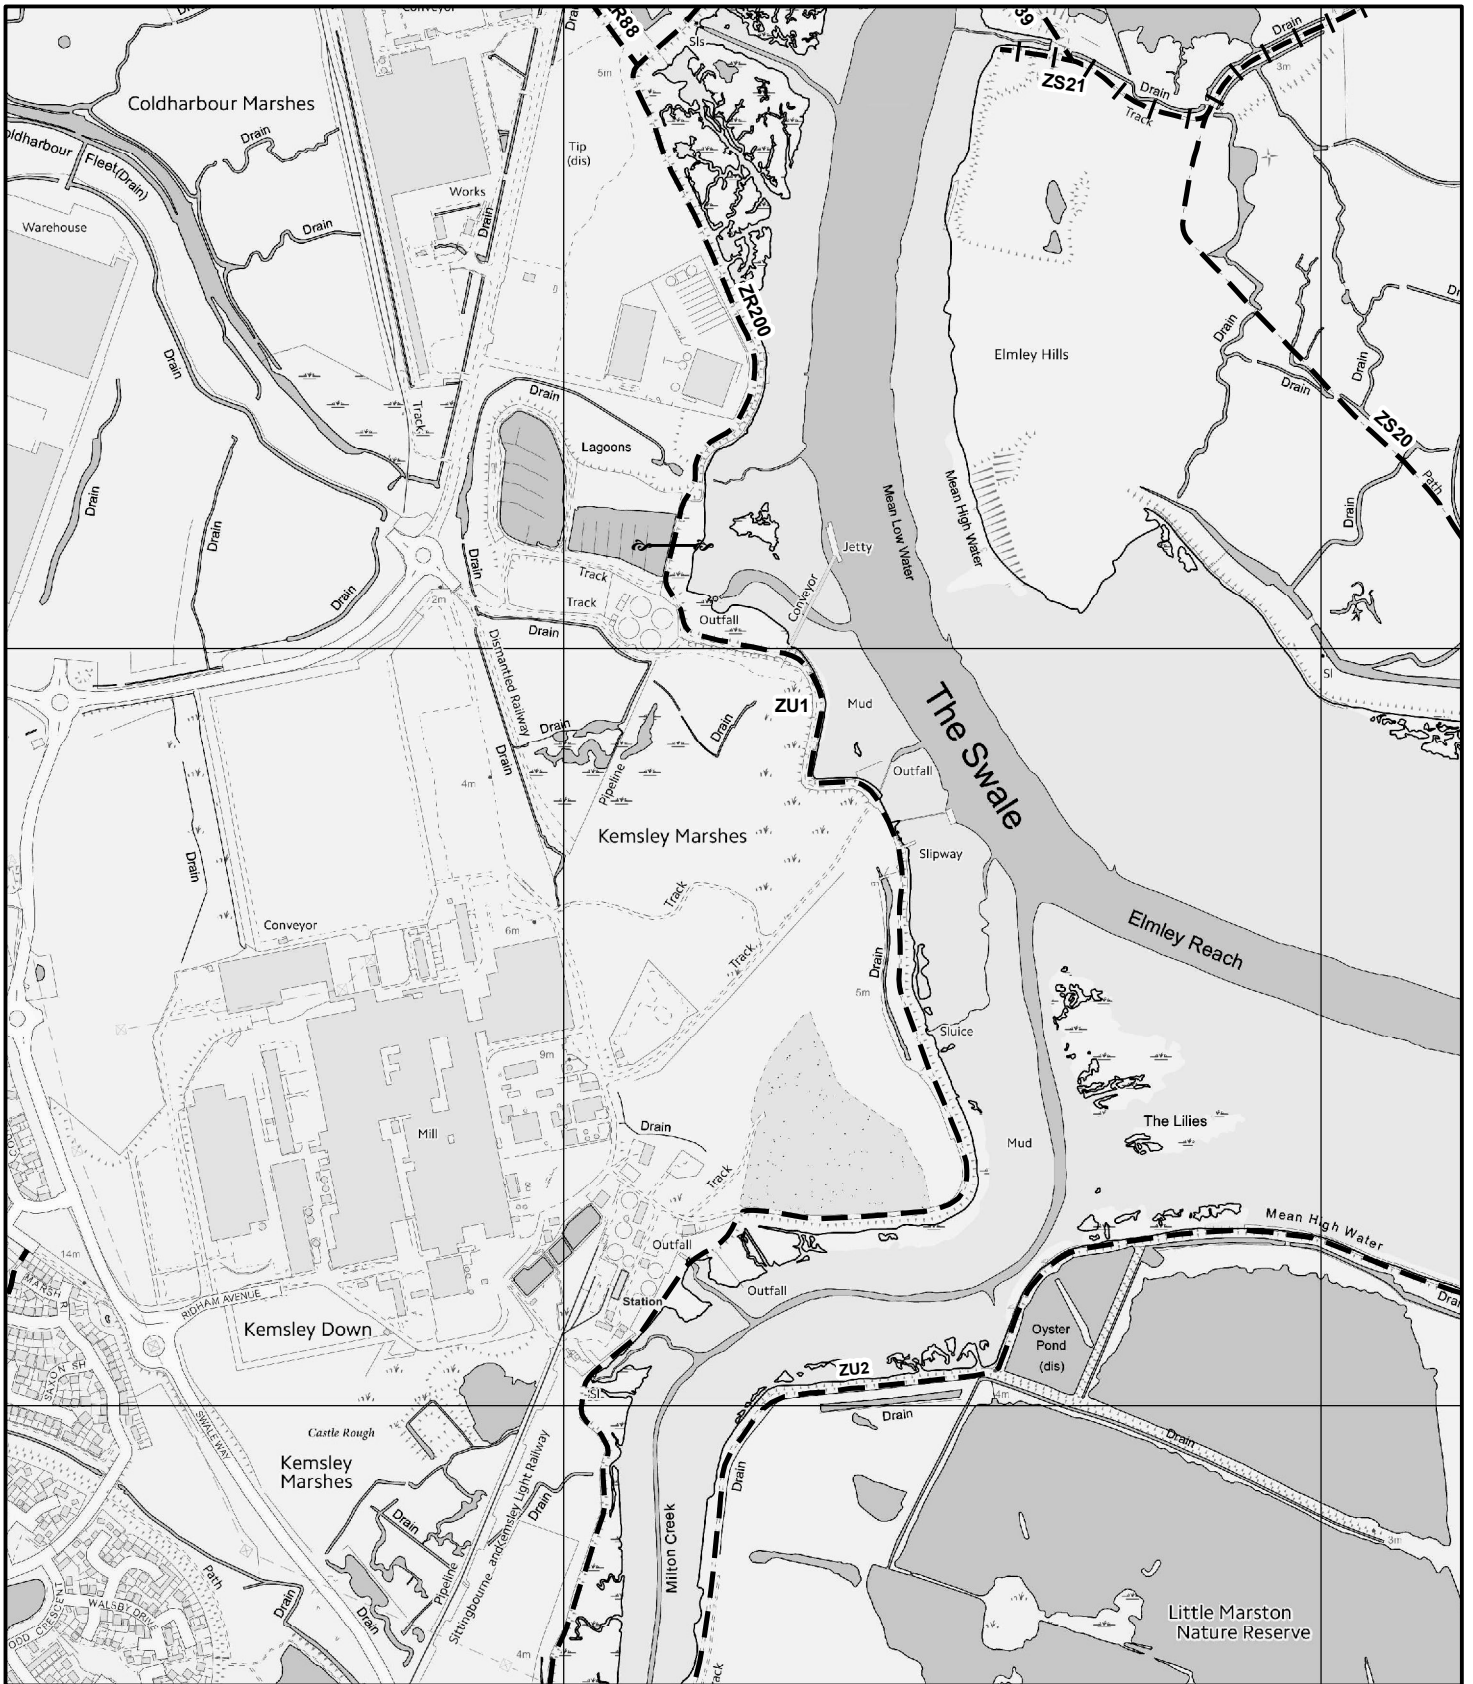 Conveyor
Drain
R88
Sls
39
Drain
5m
3m
ZS21
Drain
Track
Coldharbour Marshes
Drain
oldharbour
Fleet
(Drain)
Tip
(dis)
Works
Drain
Drain
Warehouse
ZR200
Elmley Hills
Drain
Drain
Drain
Drain
Dr
Drain
ZS20
Path
Track
Lagoons
Mean High Water
Mean Low Water
Drain
Drain
Drain
Jetty
Drain
Track
Conveyor
Drain
2m
Track
Outfall
Drain
Dismantled Railway
Sl
ZU1
Mud
The Swale
Drain
Drain
Drain
Outfall
4m
Pipeline
Kemsley Marshes
Slipway
Drain
Track
m
Elmley Reach
Conveyor
6m
Track
Drain
5m
Sluice
9m
The Lilies
Mill
Drain
Mud
Track
Mean High Water
Outfall
14m
MARSH R
RIDHAM AVENUE
Station
Outfall
Drai
Kemsley Down
Oyster
Pond
(dis)
SAXON SH
ZU2
Sl
4m
Drain
SWALE WAY
Castle Rough
Drain
Kemsley
Marshes
Drain
Drain
Sittingbourne and Kemsley Light Railway
Drain
3m
Milton Creek
Path
Pipeline
WALSBY DRIVE
Drain
ODD CRESCENT
Drain
Little Marston
Nature Reserve
4m
ack